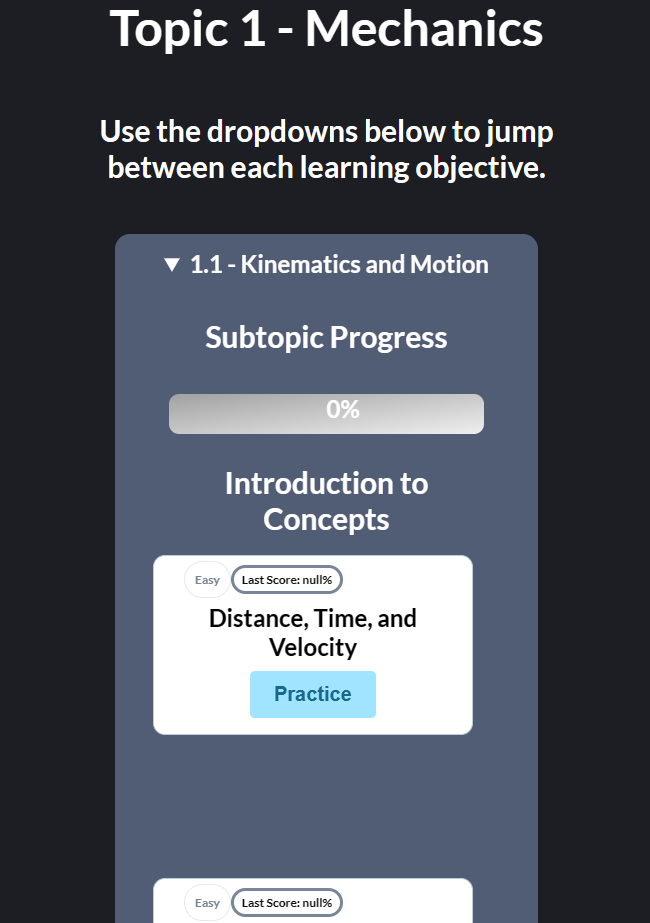 Topic 1 - Mechanics
Use the dropdowns below to jump
between each learning objective.
▼ 1.1 - Kinematics and Motion
Subtopic Progress
0%
Introduction to
Concepts
Easy Last Score: null%
Distance, Time, and
Velocity
Practice
Easy Last Score: null%